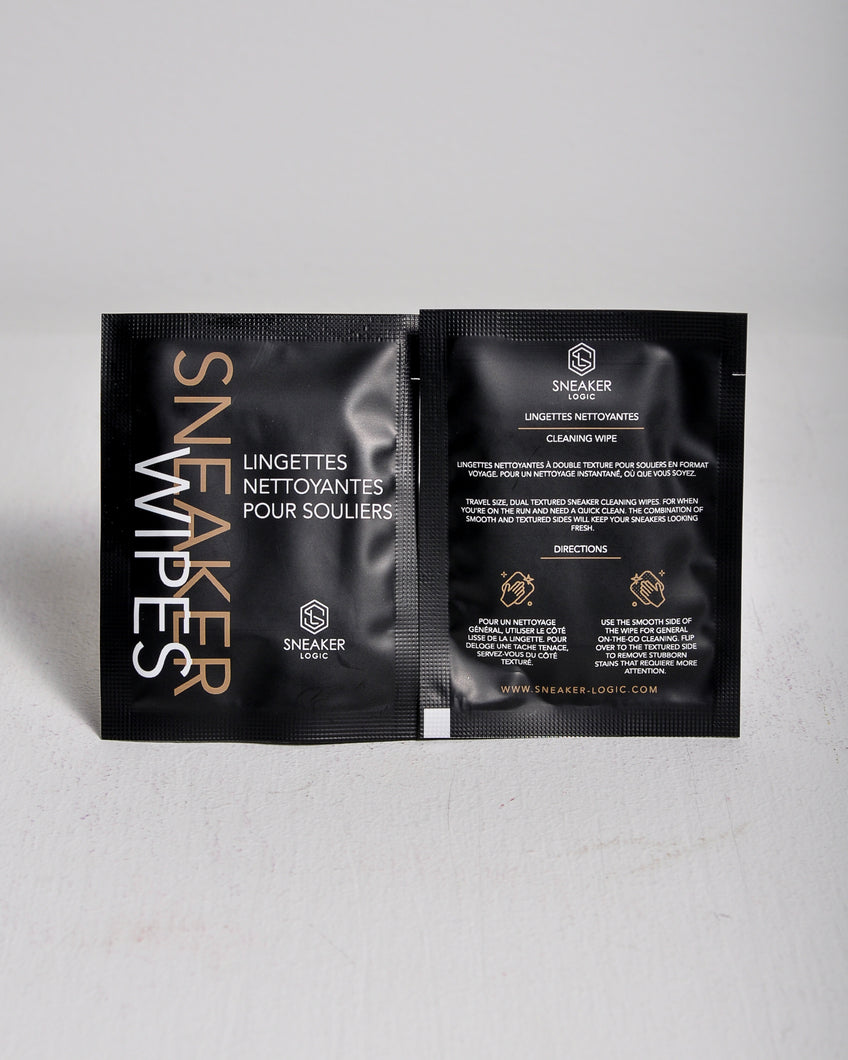 SNEAKER
WIPES
LINGETTES
NETTOYANTES
POUR SOULIERS
SNEAKER
LOGIC
SNEAKER
LOGIC
LINGETTES NETTOYANTES
CLEANING WIPE
LINGETTES NETTOYANTES À DOUBLE TEXTURE POUR SOULIERS EN FORMAT
VOYAGE. POUR UN NETTOYAGE INSTANTANÉ, OÙ QUE VOUS SOYEZ.
TRAVEL SIZE, DUAL TEXTURED SNEAKER CLEANING WIPES. FOR WHEN
YOU'RE ON THE RUN AND NEED A QUICK CLEAN. THE COMBINATION OF
SMOOTH AND TEXTURED SIDES WILL KEEP YOUR SNEAKERS LOOKING
FRESH.
DIRECTIONS
POUR UN NETTOYAGE
GÉNÉRAL, UTILISER LE CÔTÉ
LISSE DE LA LINGETTE. POUR
DELOGE UNE TACHE TENACE,
SERVEZ-VOUS DU CÔTÉ
TEXTURÉ.
USE THE SMOOTH SIDE OF
THE WIPE FOR GENERAL
ON-THE-GO CLEANING. FLIP
OVER TO THE TEXTURED SIDE
TO REMOVE STUBBORN
STAINS THAT REQUIERE MORE
ATTENTION.
WWW.SNEAKER-LOGIC.COM